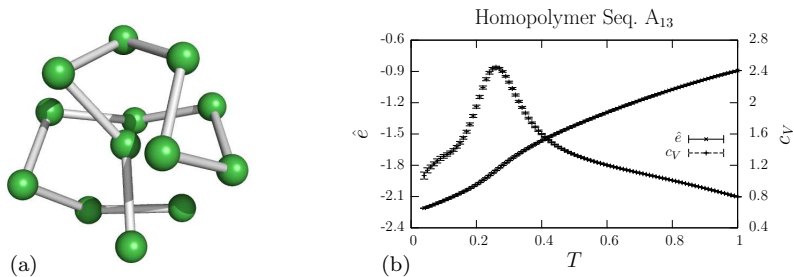 Homopolymer Seq. A₁₃
-0.6
-0.9
-1.2
-1.5
-1.8
-2.1
-2.4
ê
2.8
2.4
2
1.6
1.2
0.8
0.4
c_V
ê
c_V
0 0.2 0.4 0.6 0.8 1
T
(a)
(b)